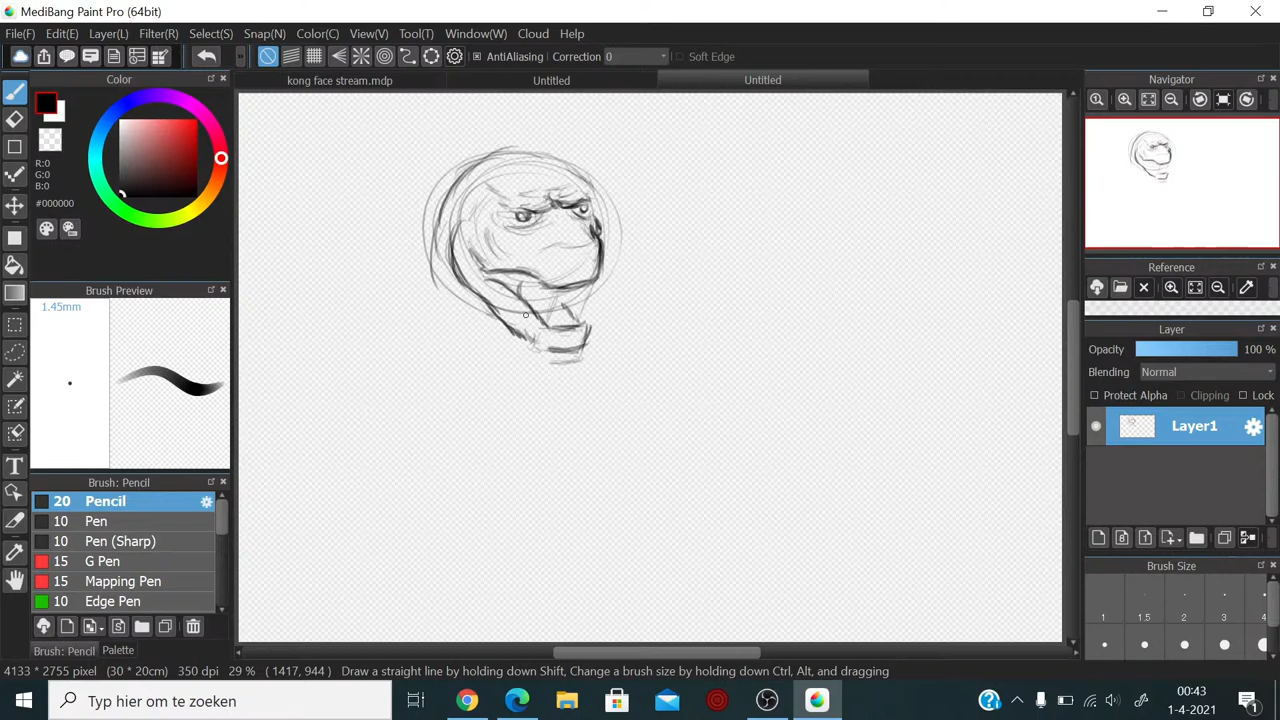 MediBang Paint Pro (64bit)
File(F) Edit(E) Layer(L) Filter(R) Select(S) Snap(N) Color(C) View(V) Tool(T) Window(W) Cloud Help
AntiAliasing Correction 0 Soft Edge
Color
kong face stream.mdp Untitled Untitled
Navigator
R:0
G:0
B:0
#000000
Brush Preview
1.45mm
Reference
Layer
Opacity 100 %
Blending Normal
Protect Alpha Clipping Lock
Layer1
Brush: Pencil
20 Pencil
10 Pen
10 Pen (Sharp)
15 G Pen
15 Mapping Pen
10 Edge Pen
Brush Size
1 1.5 2 3 4
Brush: Pencil Palette
4133 * 2755 pixel (30 * 20cm) 350 dpi 29 % ( 1417, 944 ) Draw a straight line by holding down Shift, Change a brush size by holding down Ctrl, Alt, and dragging
Typ hier om te zoeken
00:43
1-4-2021
1